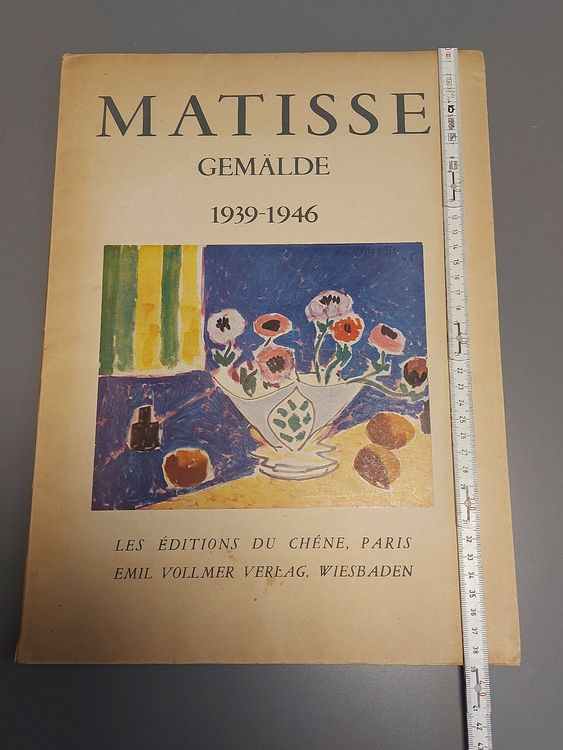 MATISSE
GEMÄLDE
1939-1946
LES ÉDITIONS DU CHÊNE, PARIS
EMIL VOLLMER VERLAG, WIESBADEN